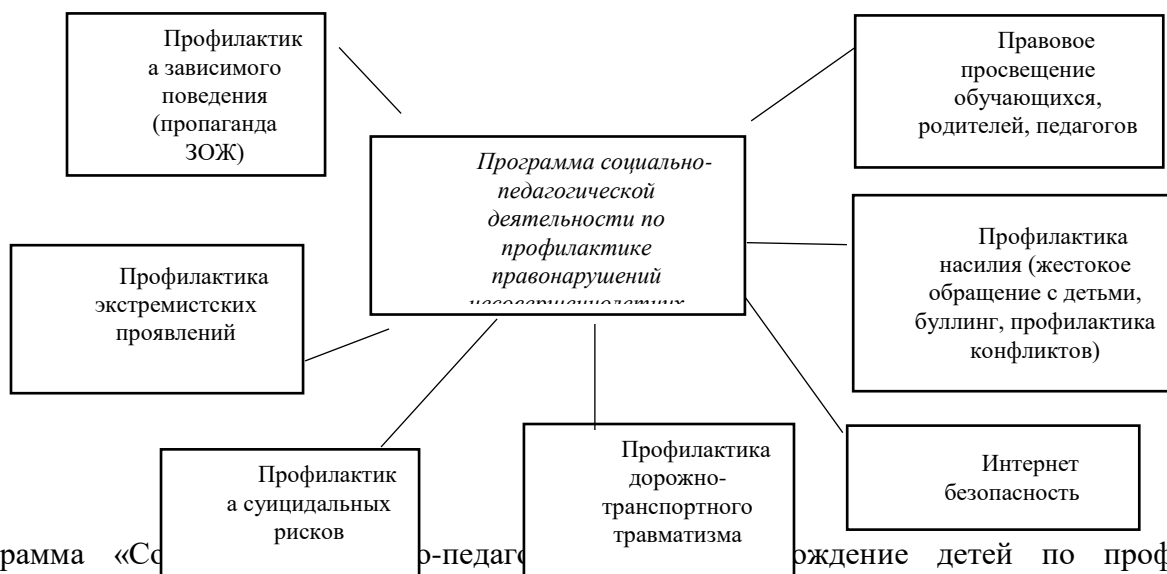 Профилактик
а зависимого
поведения
(пропаганда
ЗОЖ)
Правовое
просвещение
обучающихся,
родителей, педагогов
Программа социально-
педагогической
деятельности по
профилактике
правонарушений
несовершеннолетних
Профилактика
экстремистских
проявлений
Профилактика
насилия (жестокое
обращение с детьми,
буллинг, профилактика
конфликтов)
Профилактик
а суицидальных
рисков
Профилактика
дорожно-
транспортного
травматизма
Интернет
безопасность
рамма «Со о-педаго ождение детей по проф